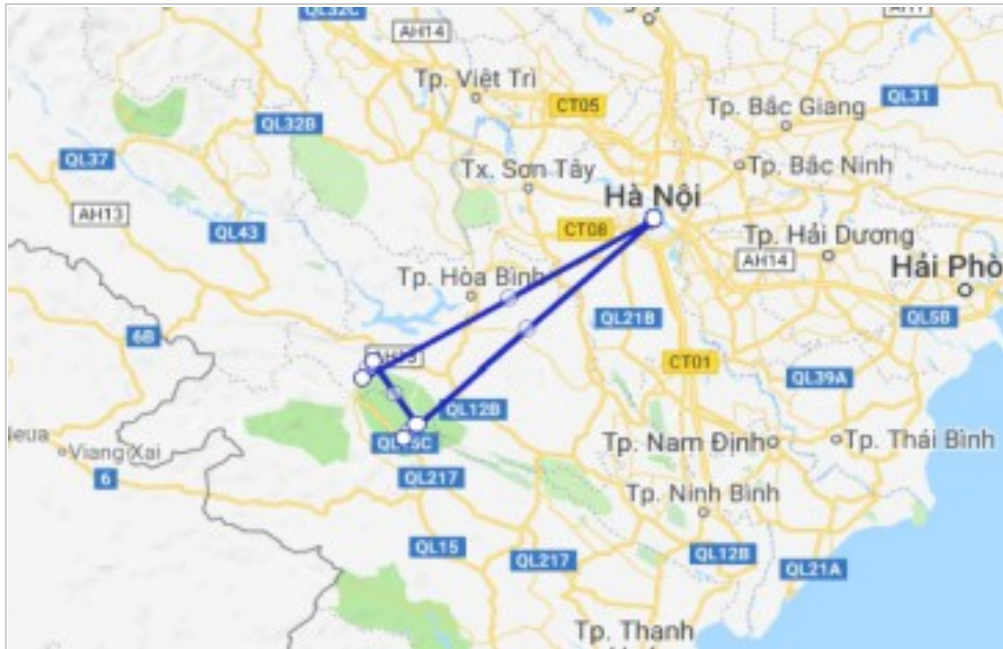 QL32C
AH14
Tp. Việt Trì
CT05
QL31
Tp. Bắc Giang
QL32B
QL37
Tx. Sơn Tây
Tp. Bắc Ninh
Hà Nội
AH13
QL43
CT08
Tp. Hải Dương
AH14
Hải Phò
Tp. Hòa Bình
6B
QL21B
QL5B
CT01
QL39A
QL12B
Viang Xai
Tp. Nam Định
Tp. Thái Bình
6
QL217
Tp. Ninh Bình
QL15
QL217
QL12B
QL21A
Tp. Thanh